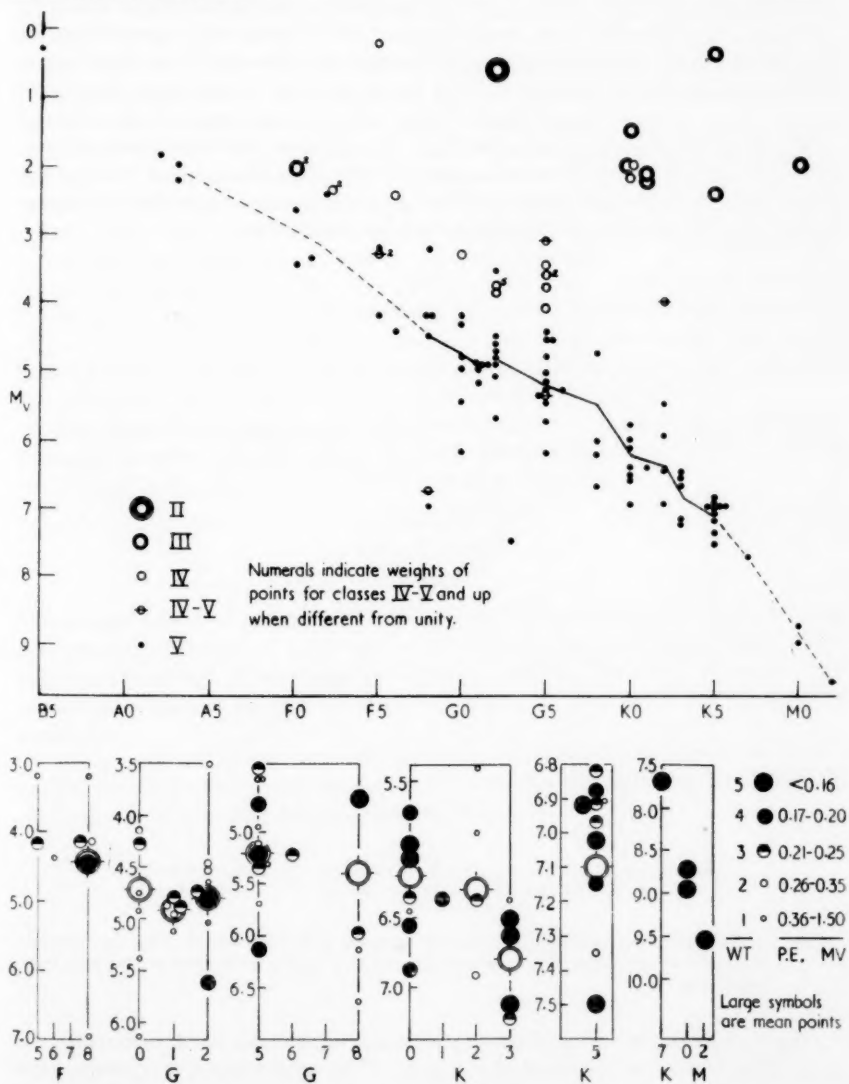 0
1
2
3
4
5
M_V
6
7
8
9
2
2
2
3
2
II
III
IV
IV-V
V
Numerals indicate weights of
points for classes IV-V and up
when different from unity.
B5 A0 A5 F0 F5 G0 G5 K0 K5 M0
3.0
4.0
5.0
6.0
7.0
5 6 7 8
F
3.5
4.0
4.5
5.0
5.5
6.0
0 1 2
G
5.0
5.5
6.0
6.5
5 6 7 8
G
5.5
6.5
7.0
0 1 2 3
K
6.8
6.9
7.0
7.1
7.2
7.3
7.4
7.5
5
K
7.5
8.0
8.5
9.0
9.5
10.0
7 0 2
K M
5 <0.16
4 0.17-0.20
3 0.21-0.25
2 0.26-0.35
1 0.36-1.50
WT P.E. MV
Large symbols
are mean points